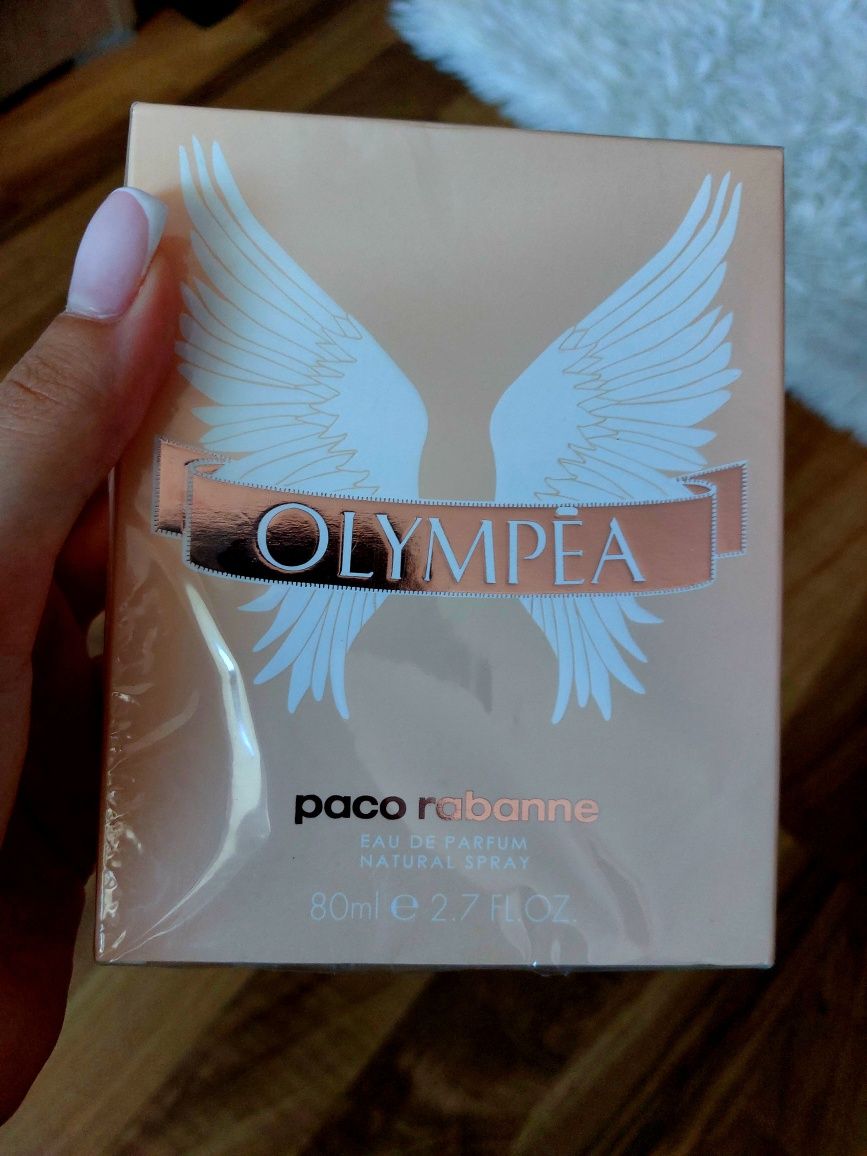 OLYMPĒA
paco rabanne
EAU DE PARFUM
NATURAL SPRAY
80ml ℮ 2.7 FL.OZ.